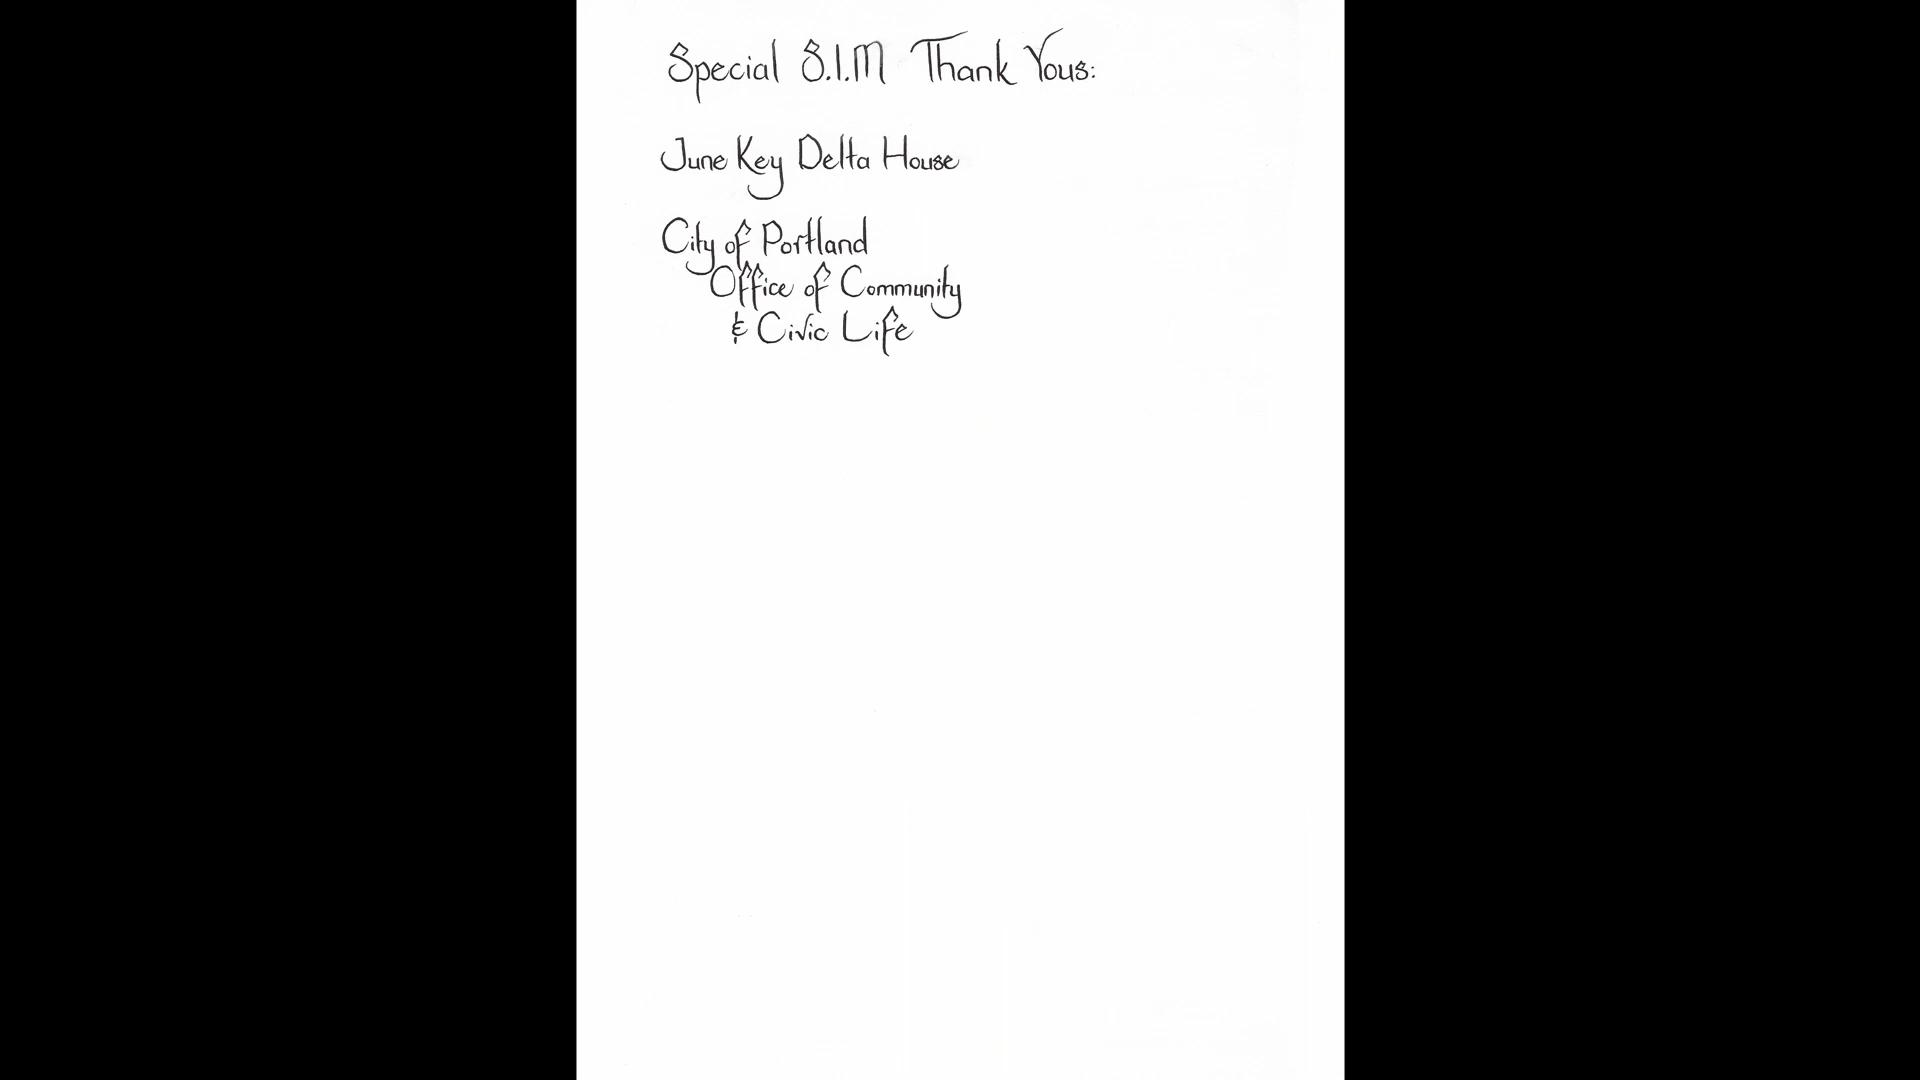 Special S.I.M Thank Yous:
June Key Delta House
City of Portland
Office of Community
& Civic Life